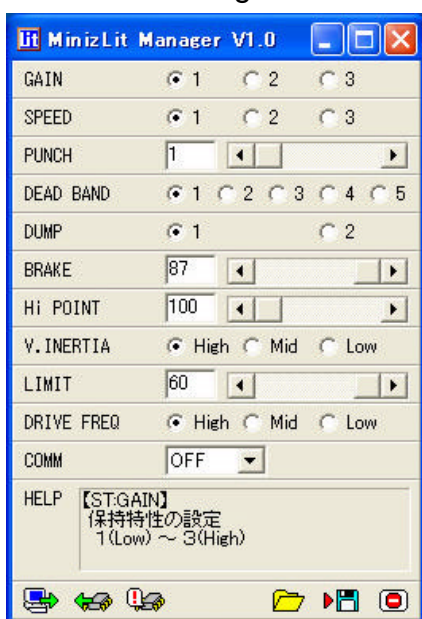 lit MinizLit Manager V1.0
GAIN 1 2 3
SPEED 1 2 3
PUNCH 1
DEAD BAND 1 2 3 4 5
DUMP 1 2
BRAKE 87
Hi POINT 100
V.INERTIA High Mid Low
LIMIT 60
DRIVE FREQ High Mid Low
COMM OFF
HELP 【ST:GAIN】
保持特性の設定
1(Low) ～ 3(High)